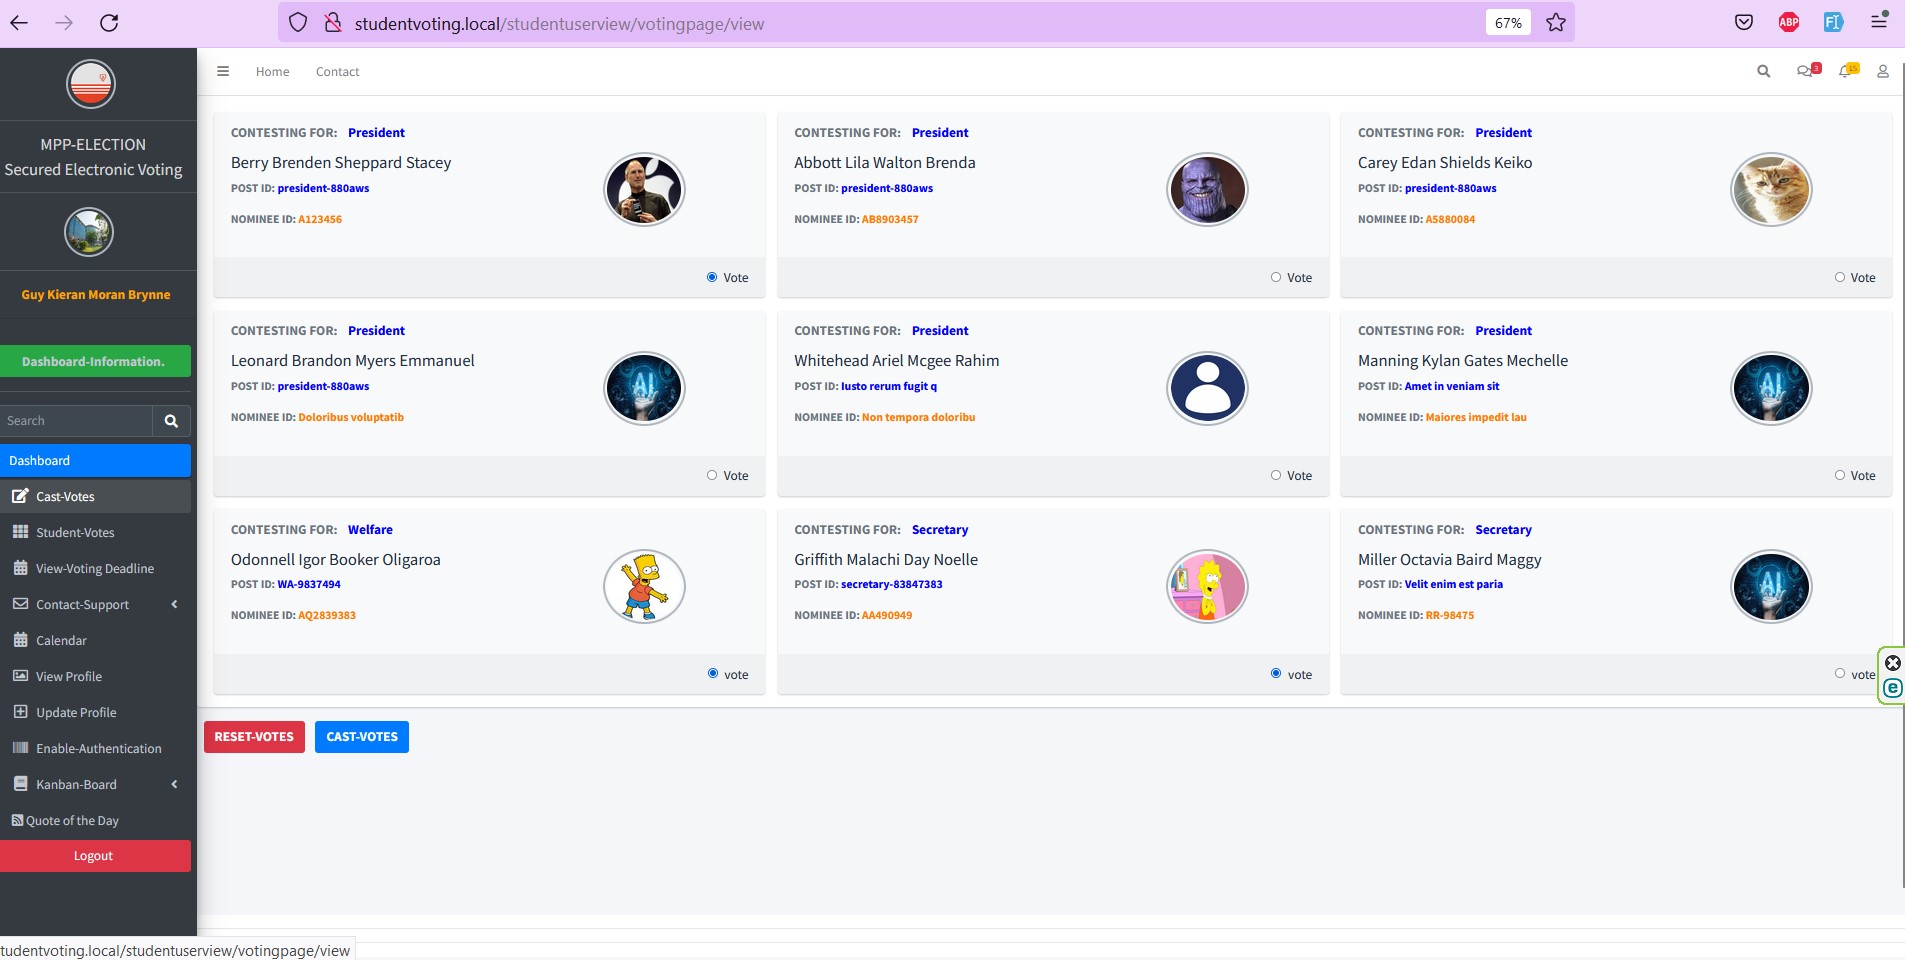 studentvoting.local/studentuserview/votingpage/view
67%
ABP
MPP-ELECTION
Secured Electronic Voting
Guy Kieran Moran Brynne
Dashboard-Information.
Search
Dashboard
Cast-Votes
Student-Votes
View-Voting Deadline
Contact-Support
Calendar
View Profile
Update Profile
Enable-Authentication
Kanban-Board
Quote of the Day
Logout
Home Contact
3
15
CONTESTING FOR: President
Berry Brenden Sheppard Stacey
POST ID: president-880aws
NOMINEE ID: A123456
Vote
CONTESTING FOR: President
Abbott Lila Walton Brenda
POST ID: president-880aws
NOMINEE ID: AB8903457
Vote
CONTESTING FOR: President
Carey Edan Shields Keiko
POST ID: president-880aws
NOMINEE ID: A5880084
Vote
CONTESTING FOR: President
Leonard Brandon Myers Emmanuel
POST ID: president-880aws
NOMINEE ID: Doloribus voluptatib
AI
Vote
CONTESTING FOR: President
Whitehead Ariel Mcgee Rahim
POST ID: Iusto rerum fugit q
NOMINEE ID: Non tempora doloribu
Vote
CONTESTING FOR: President
Manning Kylan Gates Mechelle
POST ID: Amet in veniam sit
NOMINEE ID: Maiores impedit lau
AI
Vote
CONTESTING FOR: Welfare
Odonnell Igor Booker Oligaroa
POST ID: WA-9837494
NOMINEE ID: AQ2839383
vote
CONTESTING FOR: Secretary
Griffith Malachi Day Noelle
POST ID: secretary-83847383
NOMINEE ID: AA490949
vote
CONTESTING FOR: Secretary
Miller Octavia Baird Maggy
POST ID: Velit enim est paria
NOMINEE ID: RR-98475
AI
vote
RESET-VOTES CAST-VOTES
tudentvoting.local/studentuserview/votingpage/view